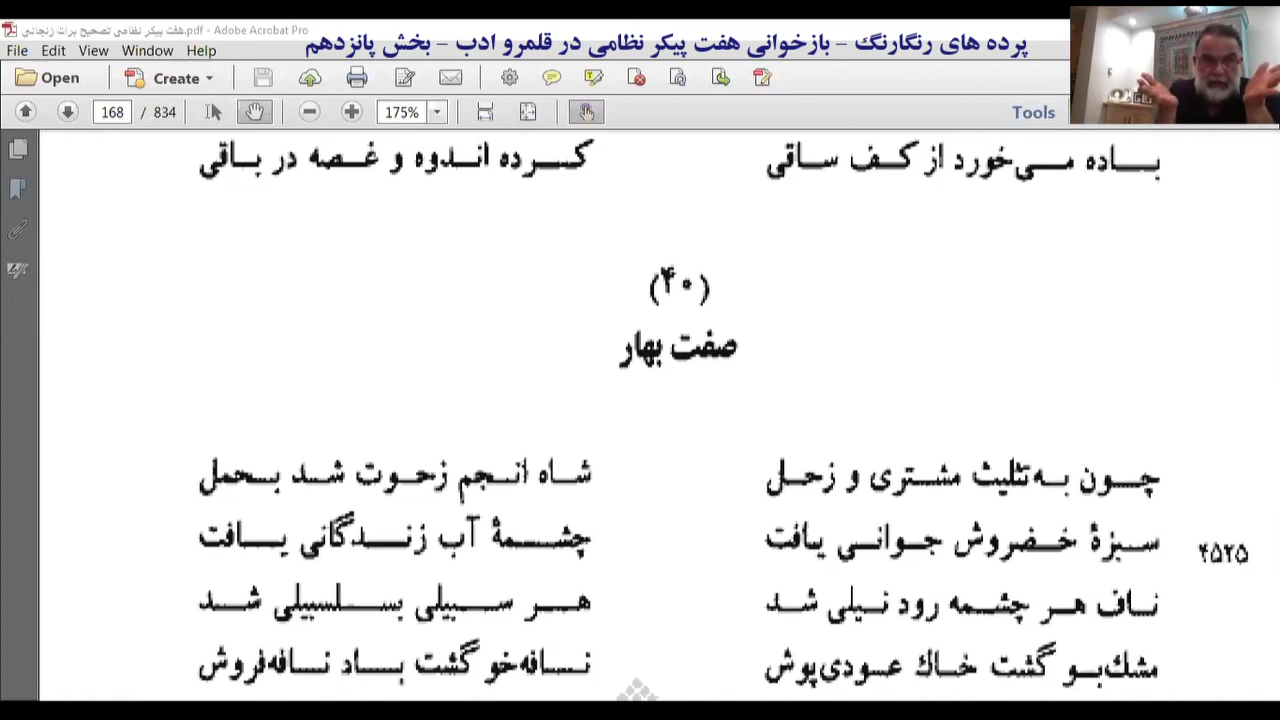 هفت پیکر نظامی تصحیح برات زنجانی.pdf - Adobe Acrobat Pro
File Edit View Window Help
پرده های رنگارنگ - بازخوانی هفت پیکر نظامی در قلمرو ادب - بخش پانزدهم
Open Create
168 / 834 175% Tools
باده می‌خورد از کف ساقی کرده اندوه و غصه در باقی
(۴۰)
صفت بهار
چون به تثلیث مشتری و زحل شاه انجم زحوت شد بحمل
سبزهٔ خضروش جوانی یافت چشمهٔ آب زندگانی یافت ۴۵۲۵
ناف هر چشمه رود نیلی شد هر سبیلی بسلسبیلی شد
مشك‌بو گشت خاك عودی‌پوش نافه‌خو گشت باد نافه‌فروش